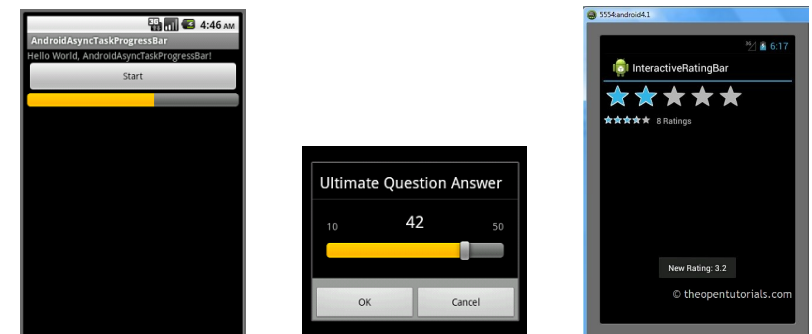 4:46 AM
AndroidAsyncTaskProgressBar
Hello World, AndroidAsyncTaskProgressBar!
Start
Ultimate Question Answer
42
10 50
OK Cancel
5554:android4.1
6:17
InteractiveRatingBar
8 Ratings
New Rating: 3.2
© theopentutorials.com